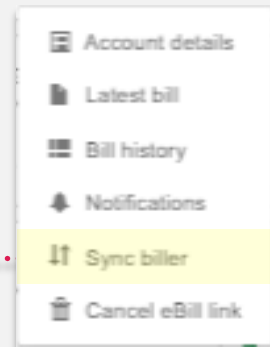 Account details
Latest bill
Bill history
Notifications
Sync biller
Cancel eBill link